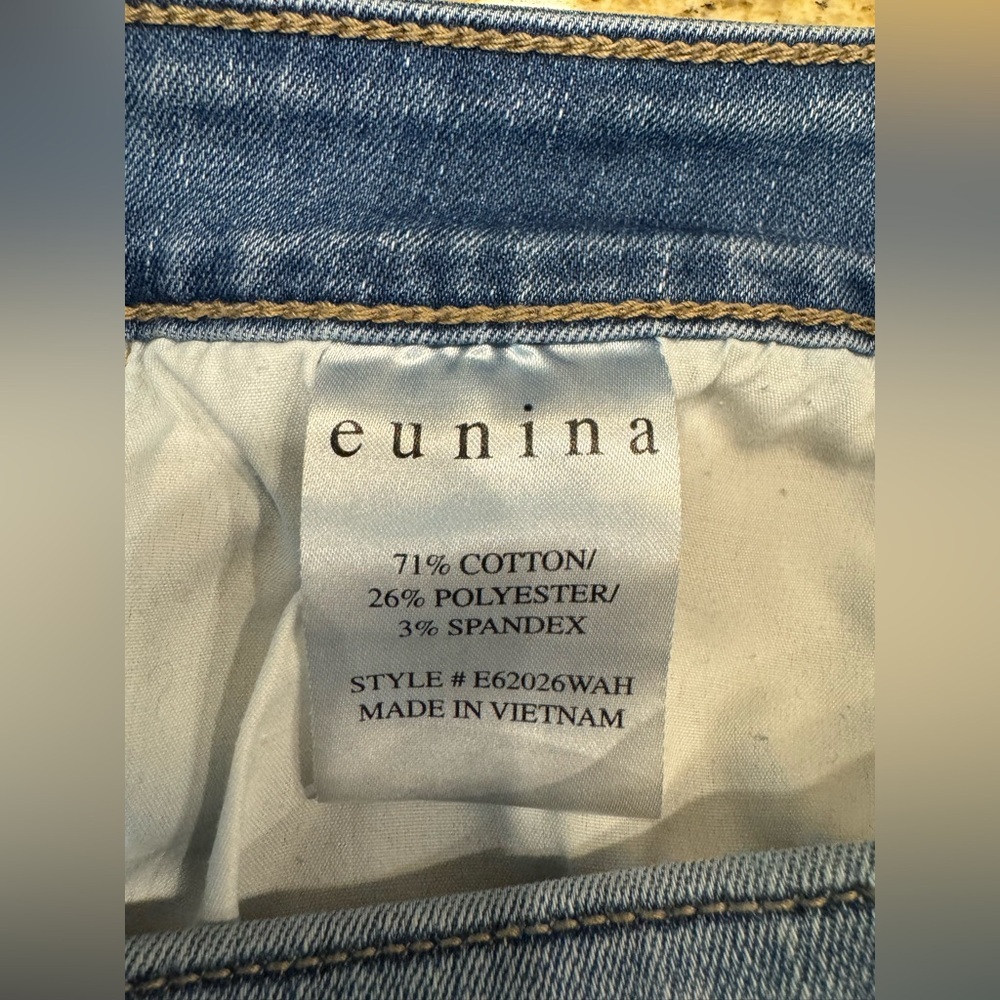 eunina
71% COTTON/
26% POLYESTER/
3% SPANDEX
STYLE # E62026WAH
MADE IN VIETNAM